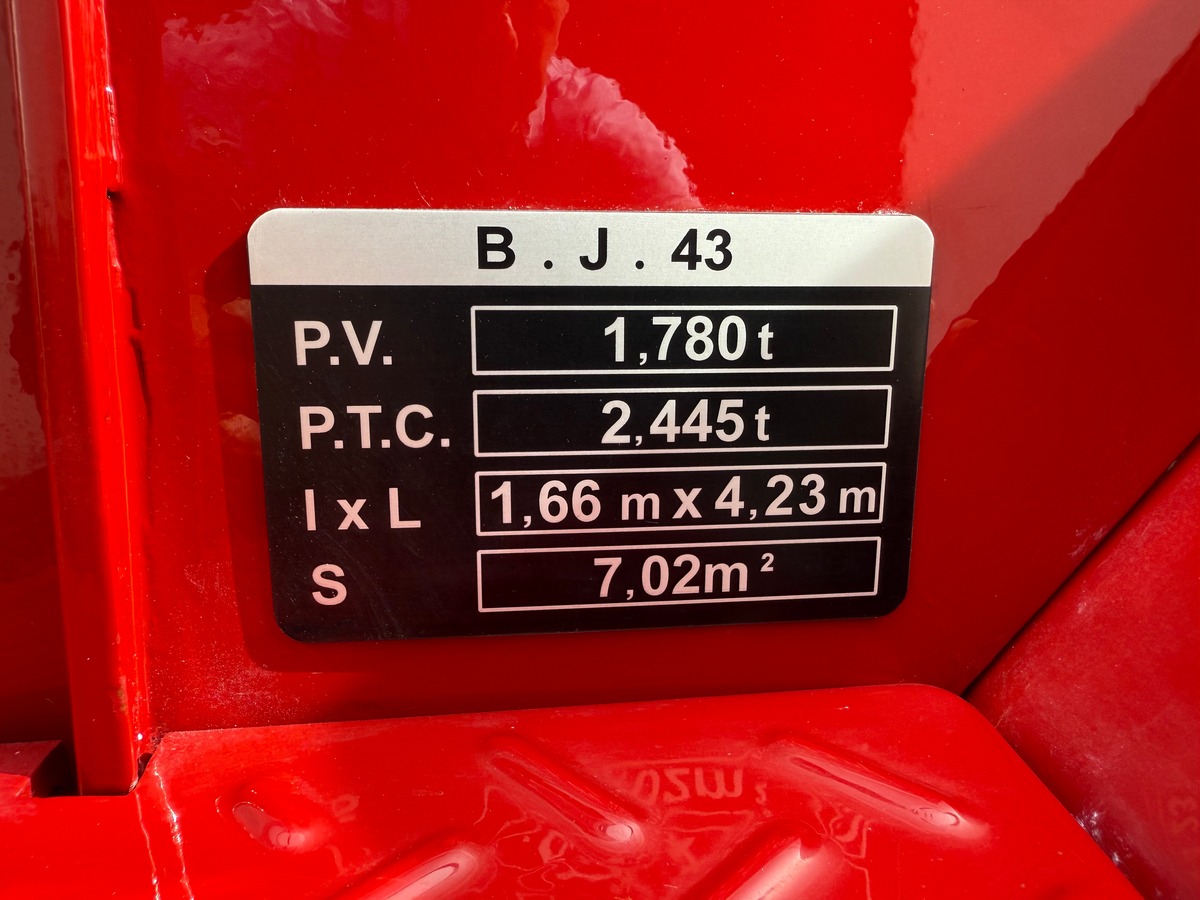 B . J . 43
P.V. 1,780 t
P.T.C. 2,445 t
l x L 1,66 m x 4,23 m
S 7,02m²